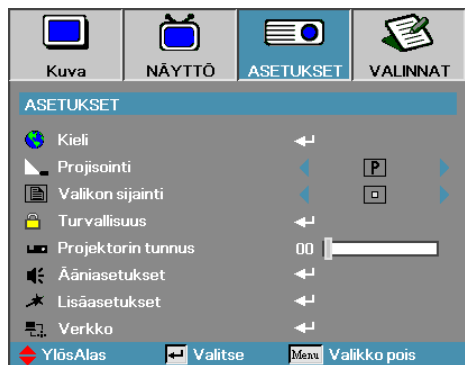 Kuva NÄYTTÖ ASETUKSET VALINNAT
ASETUKSET
Kieli
Projisointi P
Valikon sijainti
Turvallisuus
Projektorin tunnus 00
Ääniasetukset
Lisäasetukset
Verkko
YlösAlas Valitse Menu Valikko pois